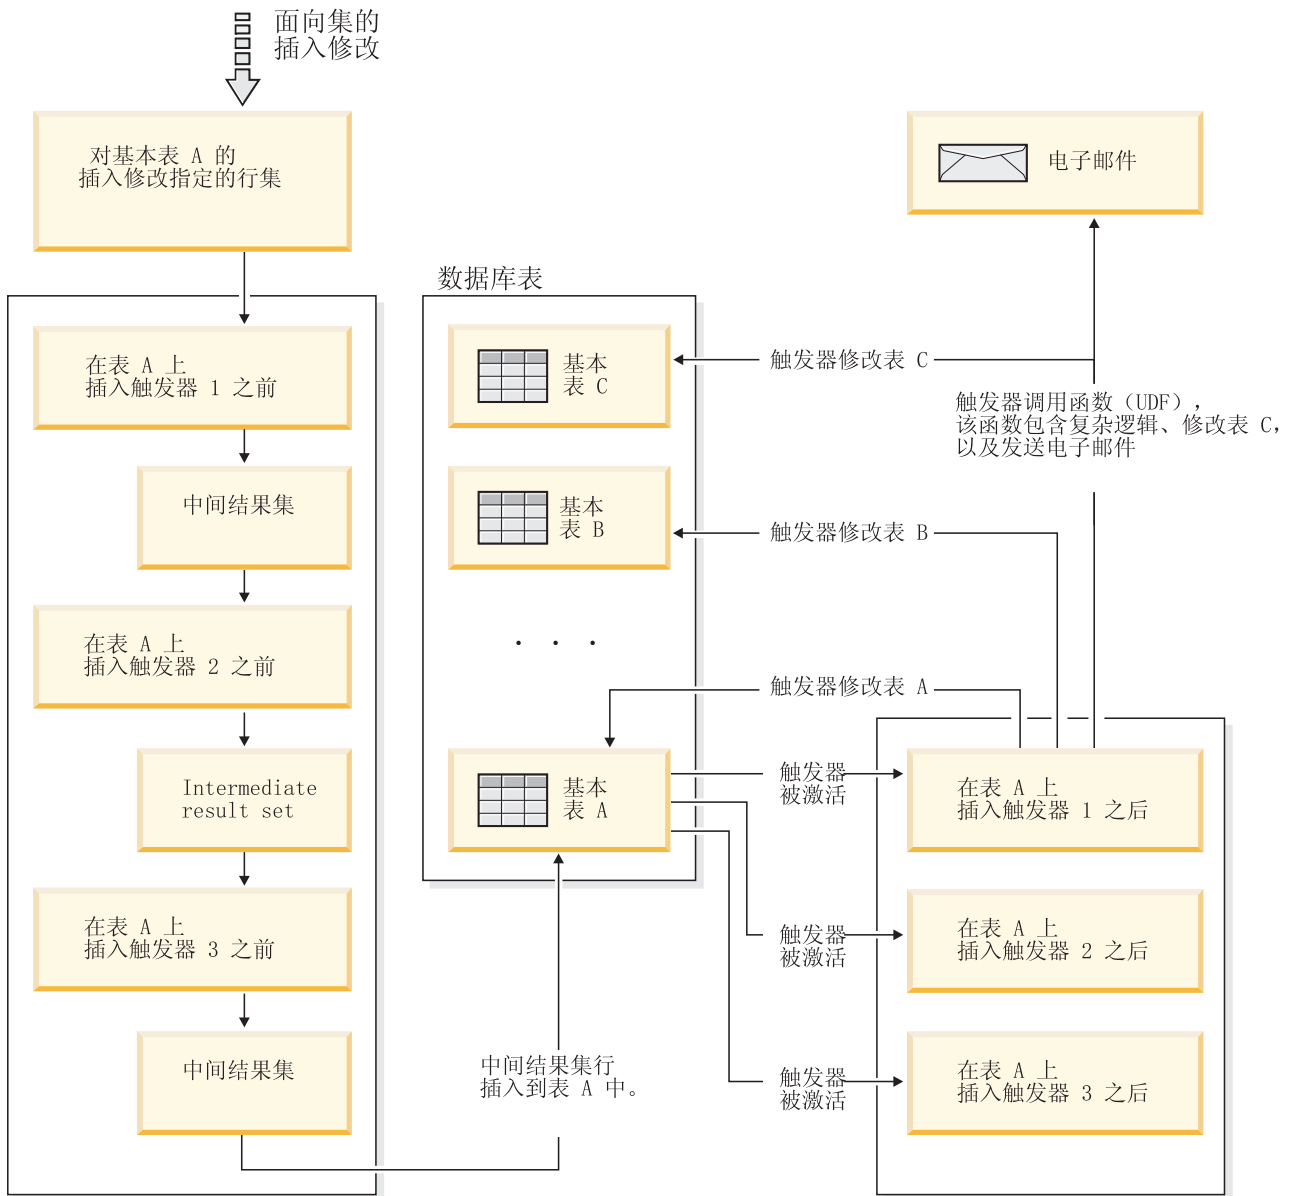 面向集的
插入修改
对基本表 A 的
插入修改指定的行集
在表 A 上
插入触发器 1 之前
中间结果集
在表 A 上
插入触发器 2 之前
Intermediate
result set
在表 A 上
插入触发器 3 之前
中间结果集
数据库表
基本
表 C
基本
表 B
. . .
基本
表 A
中间结果集行
插入到表 A 中。
电子邮件
触发器修改表 C
触发器调用函数（UDF），
该函数包含复杂逻辑、修改表 C，
以及发送电子邮件
触发器修改表 B
触发器修改表 A
触发器
被激活
触发器
被激活
触发器
被激活
在表 A 上
插入触发器 1 之后
在表 A 上
插入触发器 2 之后
在表 A 上
插入触发器 3 之后